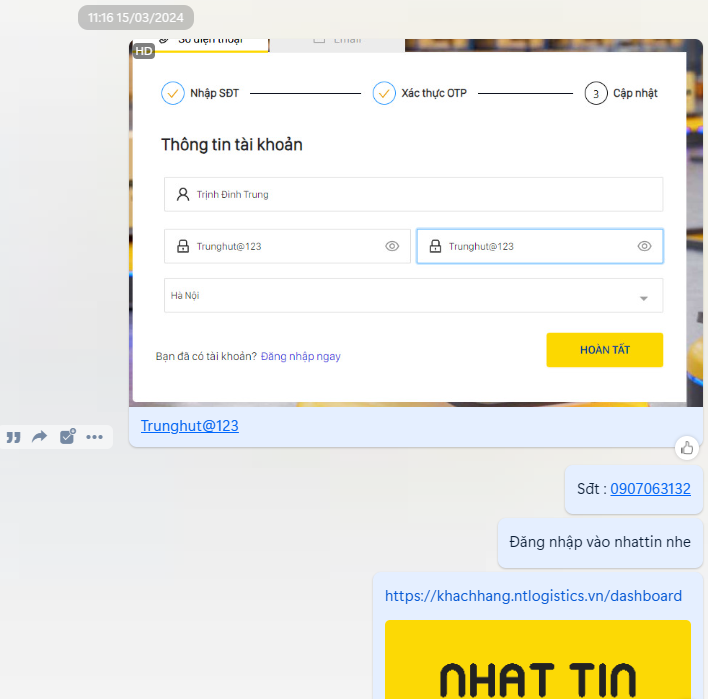 11:16 15/03/2024
Số điện thoại
Email
HD
Nhập SĐT
Xác thực OTP
3 Cập nhật
Thông tin tài khoản
Trịnh Đình Trung
Trunghut@123
Trunghut@123
Hà Nội
Bạn đã có tài khoản? Đăng nhập ngay
HOÀN TẤT
Trunghut@123
Sđt : 0907063132
Đăng nhập vào nhattin nhe
https://khachhang.ntlogistics.vn/dashboard
NHAT TIN